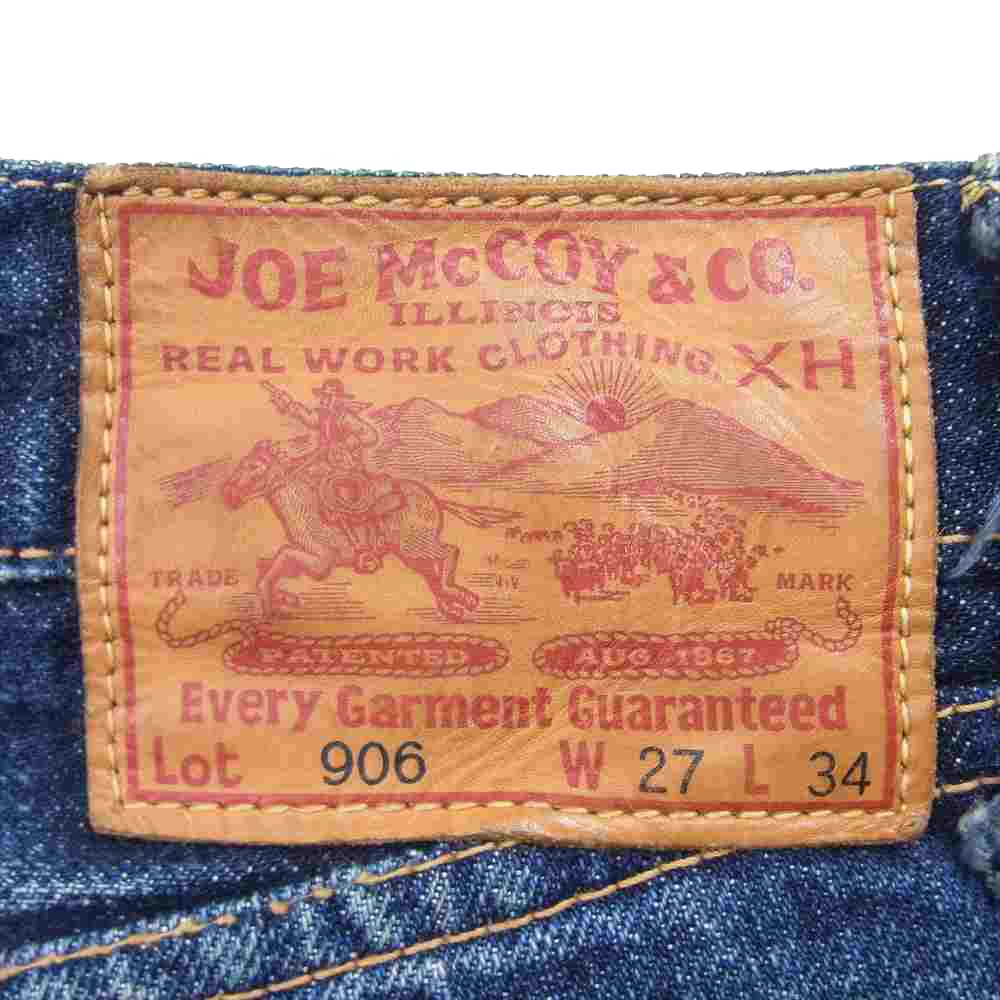 JOE McCOY & CO.
ILLINOIS
REAL WORK CLOTHING. XH
TRADE MARK
PATENTED AUG 1867
Every Garment Guaranteed
Lot 906 W 27 L 34